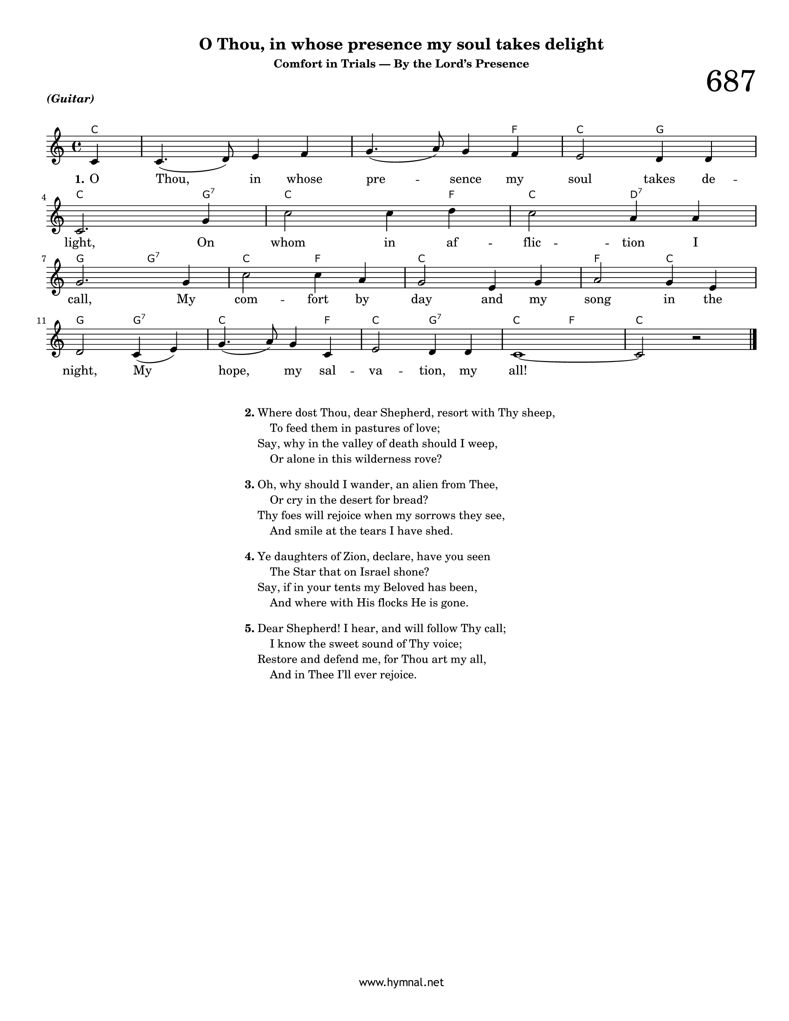 O Thou, in whose presence my soul takes delight
Comfort in Trials — By the Lord's Presence
687
(Guitar)
C F C G
1. O Thou, in whose pre - sence my soul takes de -
4 C G7 C F C D7
light, On whom in af - flic - tion I
7 G G7 C F C F C
call, My com - fort by day and my song in the
11 G G7 C F C G7 C F C
night, My hope, my sal - va - tion, my all!
2. Where dost Thou, dear Shepherd, resort with Thy sheep,
To feed them in pastures of love;
Say, why in the valley of death should I weep,
Or alone in this wilderness rove?
3. Oh, why should I wander, an alien from Thee,
Or cry in the desert for bread?
Thy foes will rejoice when my sorrows they see,
And smile at the tears I have shed.
4. Ye daughters of Zion, declare, have you seen
The Star that on Israel shone?
Say, if in your tents my Beloved has been,
And where with His flocks He is gone.
5. Dear Shepherd! I hear, and will follow Thy call;
I know the sweet sound of Thy voice;
Restore and defend me, for Thou art my all,
And in Thee I'll ever rejoice.
www.hymnal.net